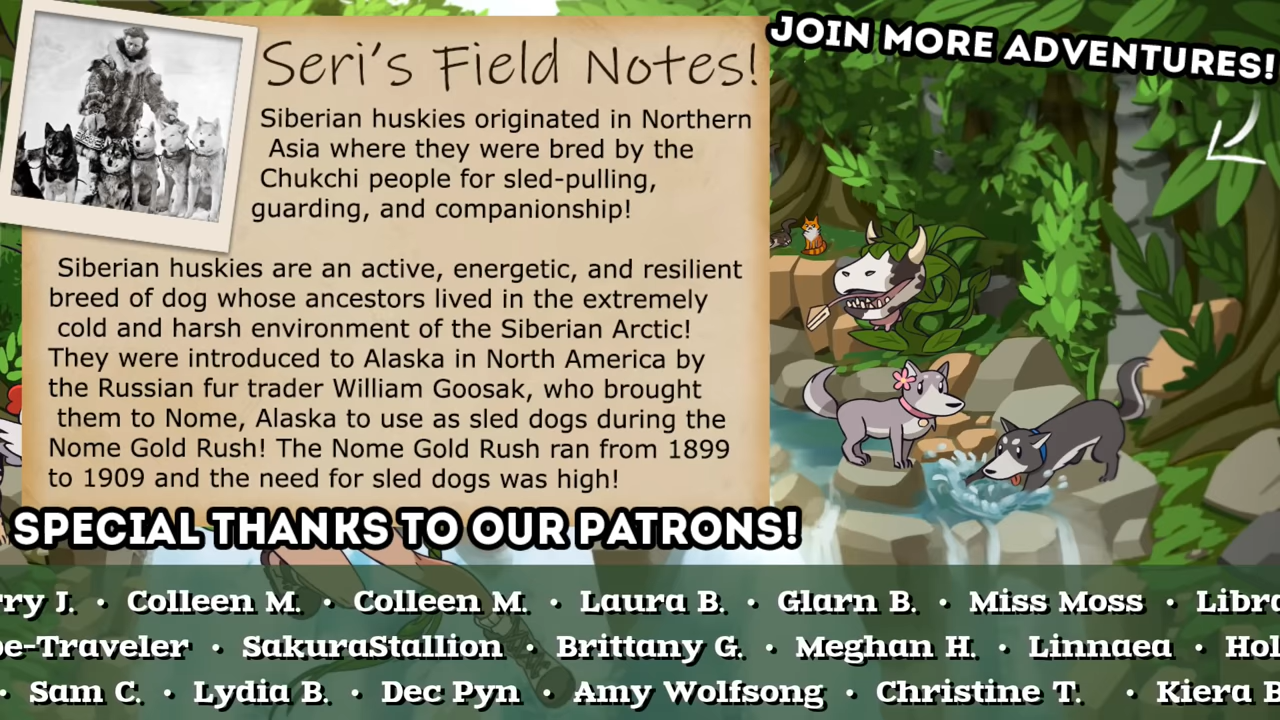 Seri's Field Notes!
JOIN MORE ADVENTURES!
Siberian huskies originated in Northern
Asia where they were bred by the
Chukchi people for sled-pulling,
guarding, and companionship!
Siberian huskies are an active, energetic, and resilient
breed of dog whose ancestors lived in the extremely
cold and harsh environment of the Siberian Arctic!
They were introduced to Alaska in North America by
the Russian fur trader William Goosak, who brought
them to Nome, Alaska to use as sled dogs during the
Nome Gold Rush! The Nome Gold Rush ran from 1899
to 1909 and the need for sled dogs was high!
SPECIAL THANKS TO OUR PATRONS!
J. • Colleen M. • Colleen M. • Laura B. • Glarn B. • Miss Moss •
-Traveler • SakuraStallion • Brittany G. • Meghan H. • Linnaea •
• Sam C. • Lydia B. • Dec Pyn • Amy Wolfsong • Christine T. • Kiera